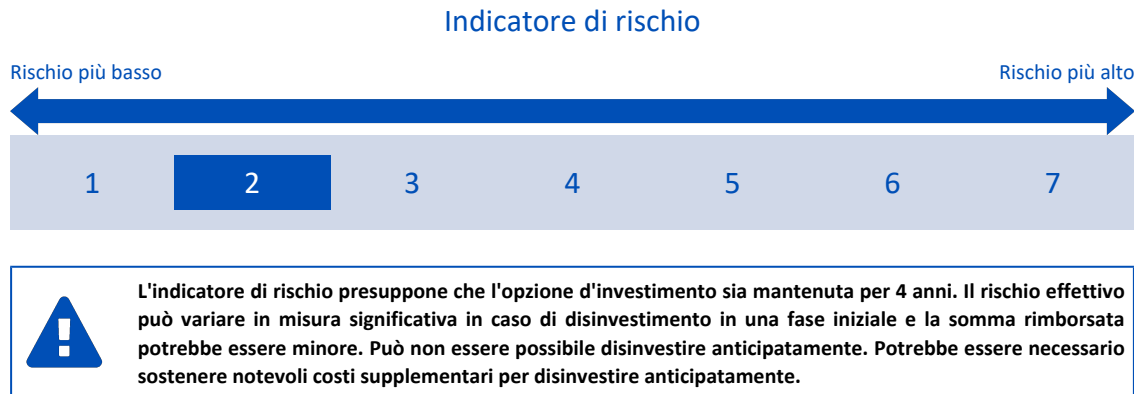 Indicatore di rischio
Rischio più basso
Rischio più alto
1 2 3 4 5 6 7
L'indicatore di rischio presuppone che l'opzione d'investimento sia mantenuta per 4 anni. Il rischio effettivo
può variare in misura significativa in caso di disinvestimento in una fase iniziale e la somma rimborsata
potrebbe essere minore. Può non essere possibile disinvestire anticipatamente. Potrebbe essere necessario
sostenere notevoli costi supplementari per disinvestire anticipatamente.